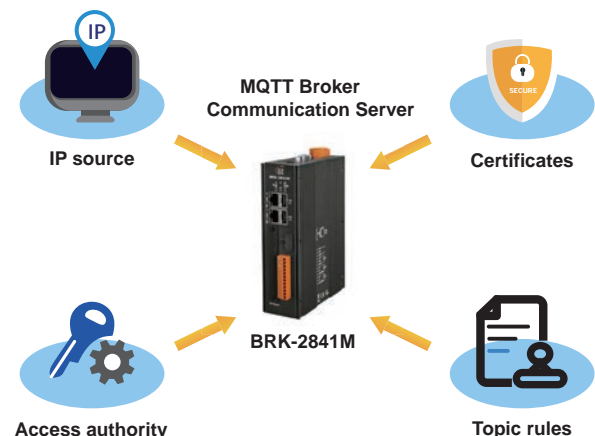 IP
MQTT Broker
Communication Server
SECURE
IP source
Certificates
BRK-2841M
Access authority
Topic rules